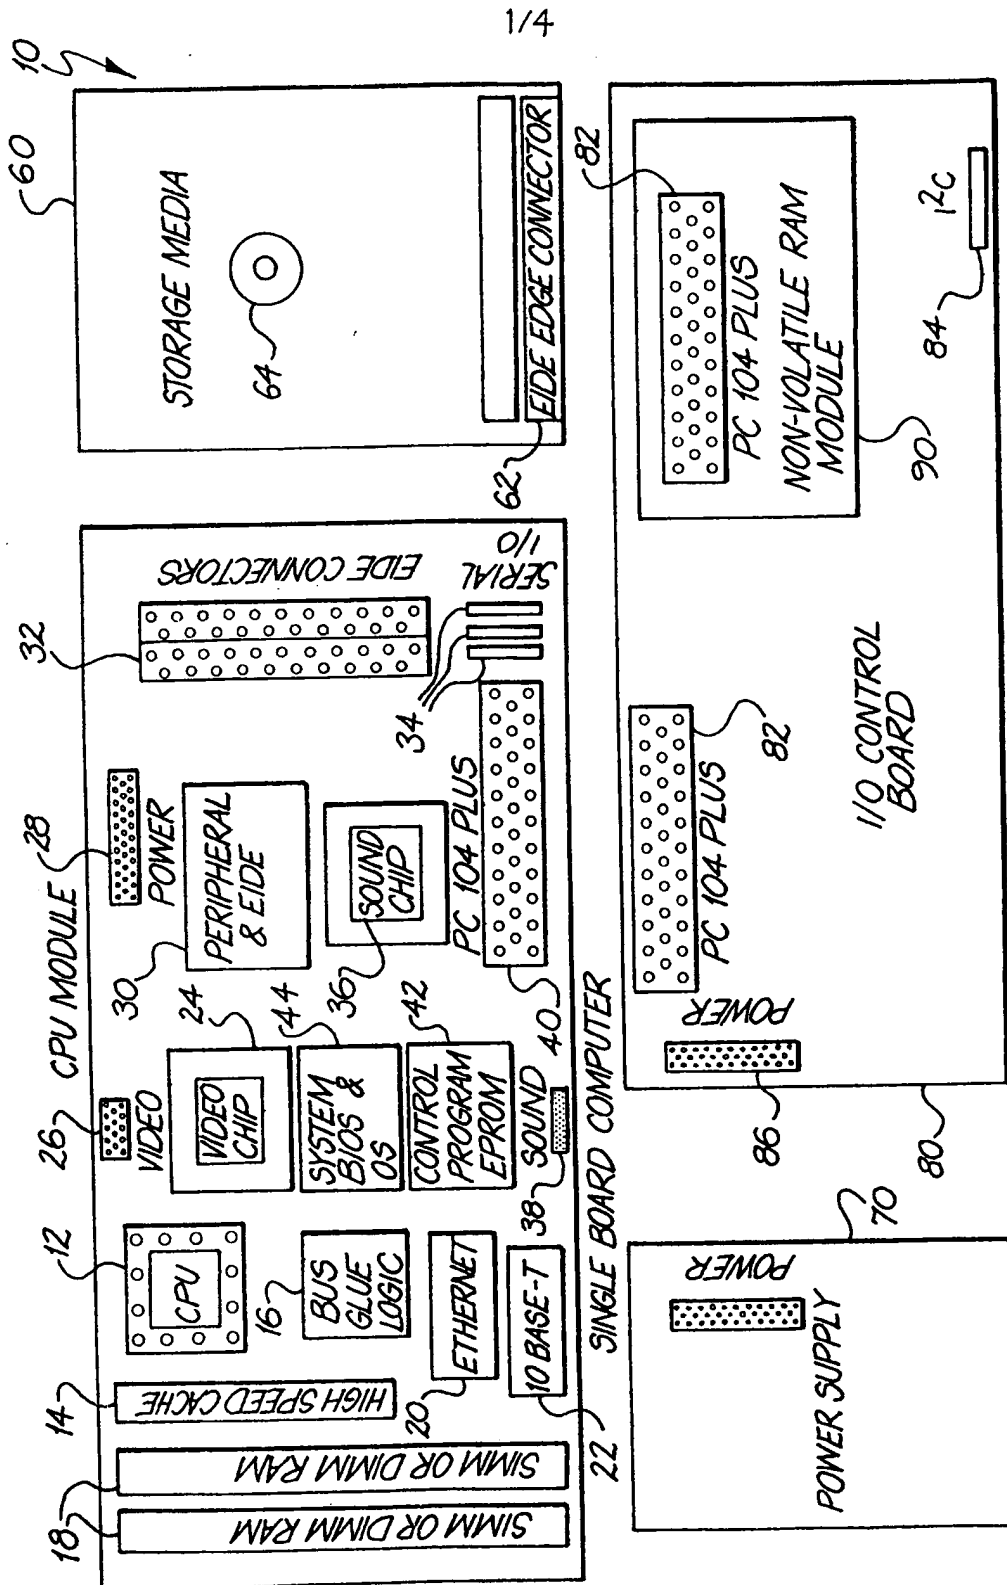 1/4
10
60
STORAGE MEDIA
64
EIDE EDGE CONNECTOR
62
CPU MODULE
18
SIMM OR DIMM RAM
SIMM OR DIMM RAM
14
HIGH SPEED CACHE
12
CPU
16
BUS
GLUE
LOGIC
20
ETHERNET
22
10 BASE-T
26
VIDEO
24
VIDEO
CHIP
44
SYSTEM
BIOS &
OS
42
CONTROL
PROGRAM
EPROM
38
SOUND
28
POWER
30
PERIPHERAL
& EIDE
36
SOUND
CHIP
PC 104 PLUS
40
32
EIDE CONNECTORS
34
SERIAL
I/O
SINGLE BOARD COMPUTER
70
POWER
POWER SUPPLY
80
86
POWER
82
PC 104 PLUS
I/O CONTROL
BOARD
82
PC 104 PLUS
NON-VOLATILE RAM
MODULE
90
84
I2C